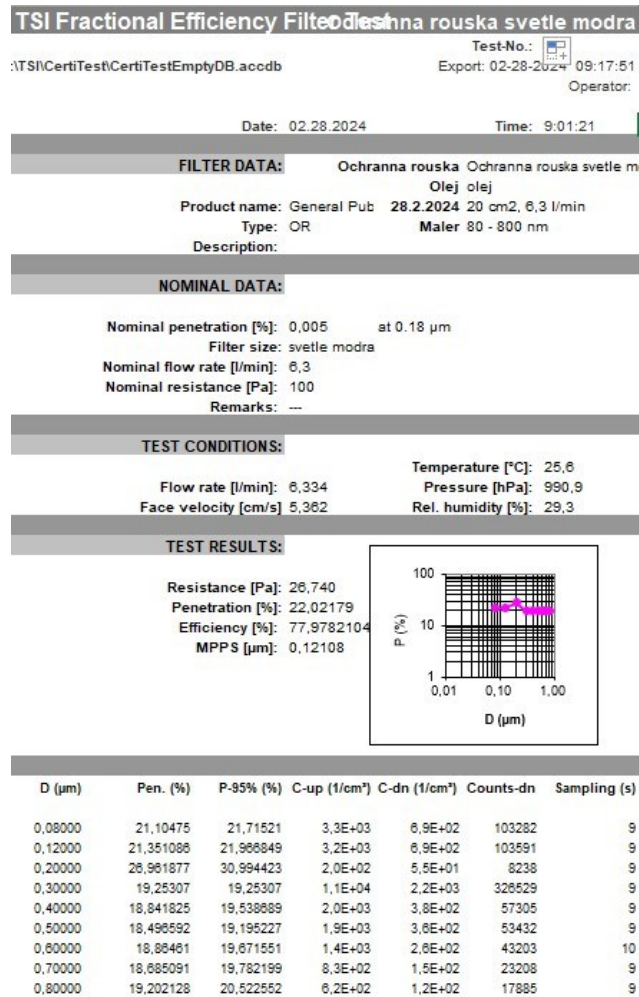 TSI Fractional Efficiency Filter Test Ochranna rouska svetle modra
Test-No.:
:\TSI\CertiTest\CertiTestEmptyDB.accdb Export: 02-28-2024 09:17:51
Operator:
Date: 02.28.2024 Time: 9:01:21
FILTER DATA: Ochranna rouska Ochranna rouska svetle m
Olej olej
Product name: General Pub 28.2.2024 20 cm2, 6,3 l/min
Type: OR Maler 80 - 800 nm
Description:
NOMINAL DATA:
Nominal penetration [%]: 0,005 at 0.18 µm
Filter size: svetle modra
Nominal flow rate [l/min]: 6,3
Nominal resistance [Pa]: 100
Remarks: ---
TEST CONDITIONS:
Temperature [°C]: 25,6
Flow rate [l/min]: 6,334 Pressure [hPa]: 990,9
Face velocity [cm/s] 5,362 Rel. humidity [%]: 29,3
TEST RESULTS:
Resistance [Pa]: 26,740
Penetration [%]: 22,02179
Efficiency [%]: 77,9782104
MPPS [µm]: 0,12108
100
10
1
P (%)
0,01 0,10 1,00
D (µm)
D (µm) Pen. (%) P-95% (%) C-up (1/cm³) C-dn (1/cm³) Counts-dn Sampling (s)
0,08000 21,10475 21,71521 3,3E+03 6,9E+02 103282 9
0,12000 21,351086 21,966849 3,2E+03 6,9E+02 103591 9
0,20000 26,961877 30,994423 2,0E+02 5,5E+01 8238 9
0,30000 19,25307 19,25307 1,1E+04 2,2E+03 326529 9
0,40000 18,841825 19,538689 2,0E+03 3,8E+02 57305 9
0,50000 18,496592 19,195227 1,9E+03 3,6E+02 53432 9
0,60000 18,86461 19,671551 1,4E+03 2,6E+02 43203 10
0,70000 18,685091 19,782199 8,3E+02 1,5E+02 23208 9
0,80000 19,202128 20,522552 6,2E+02 1,2E+02 17885 9